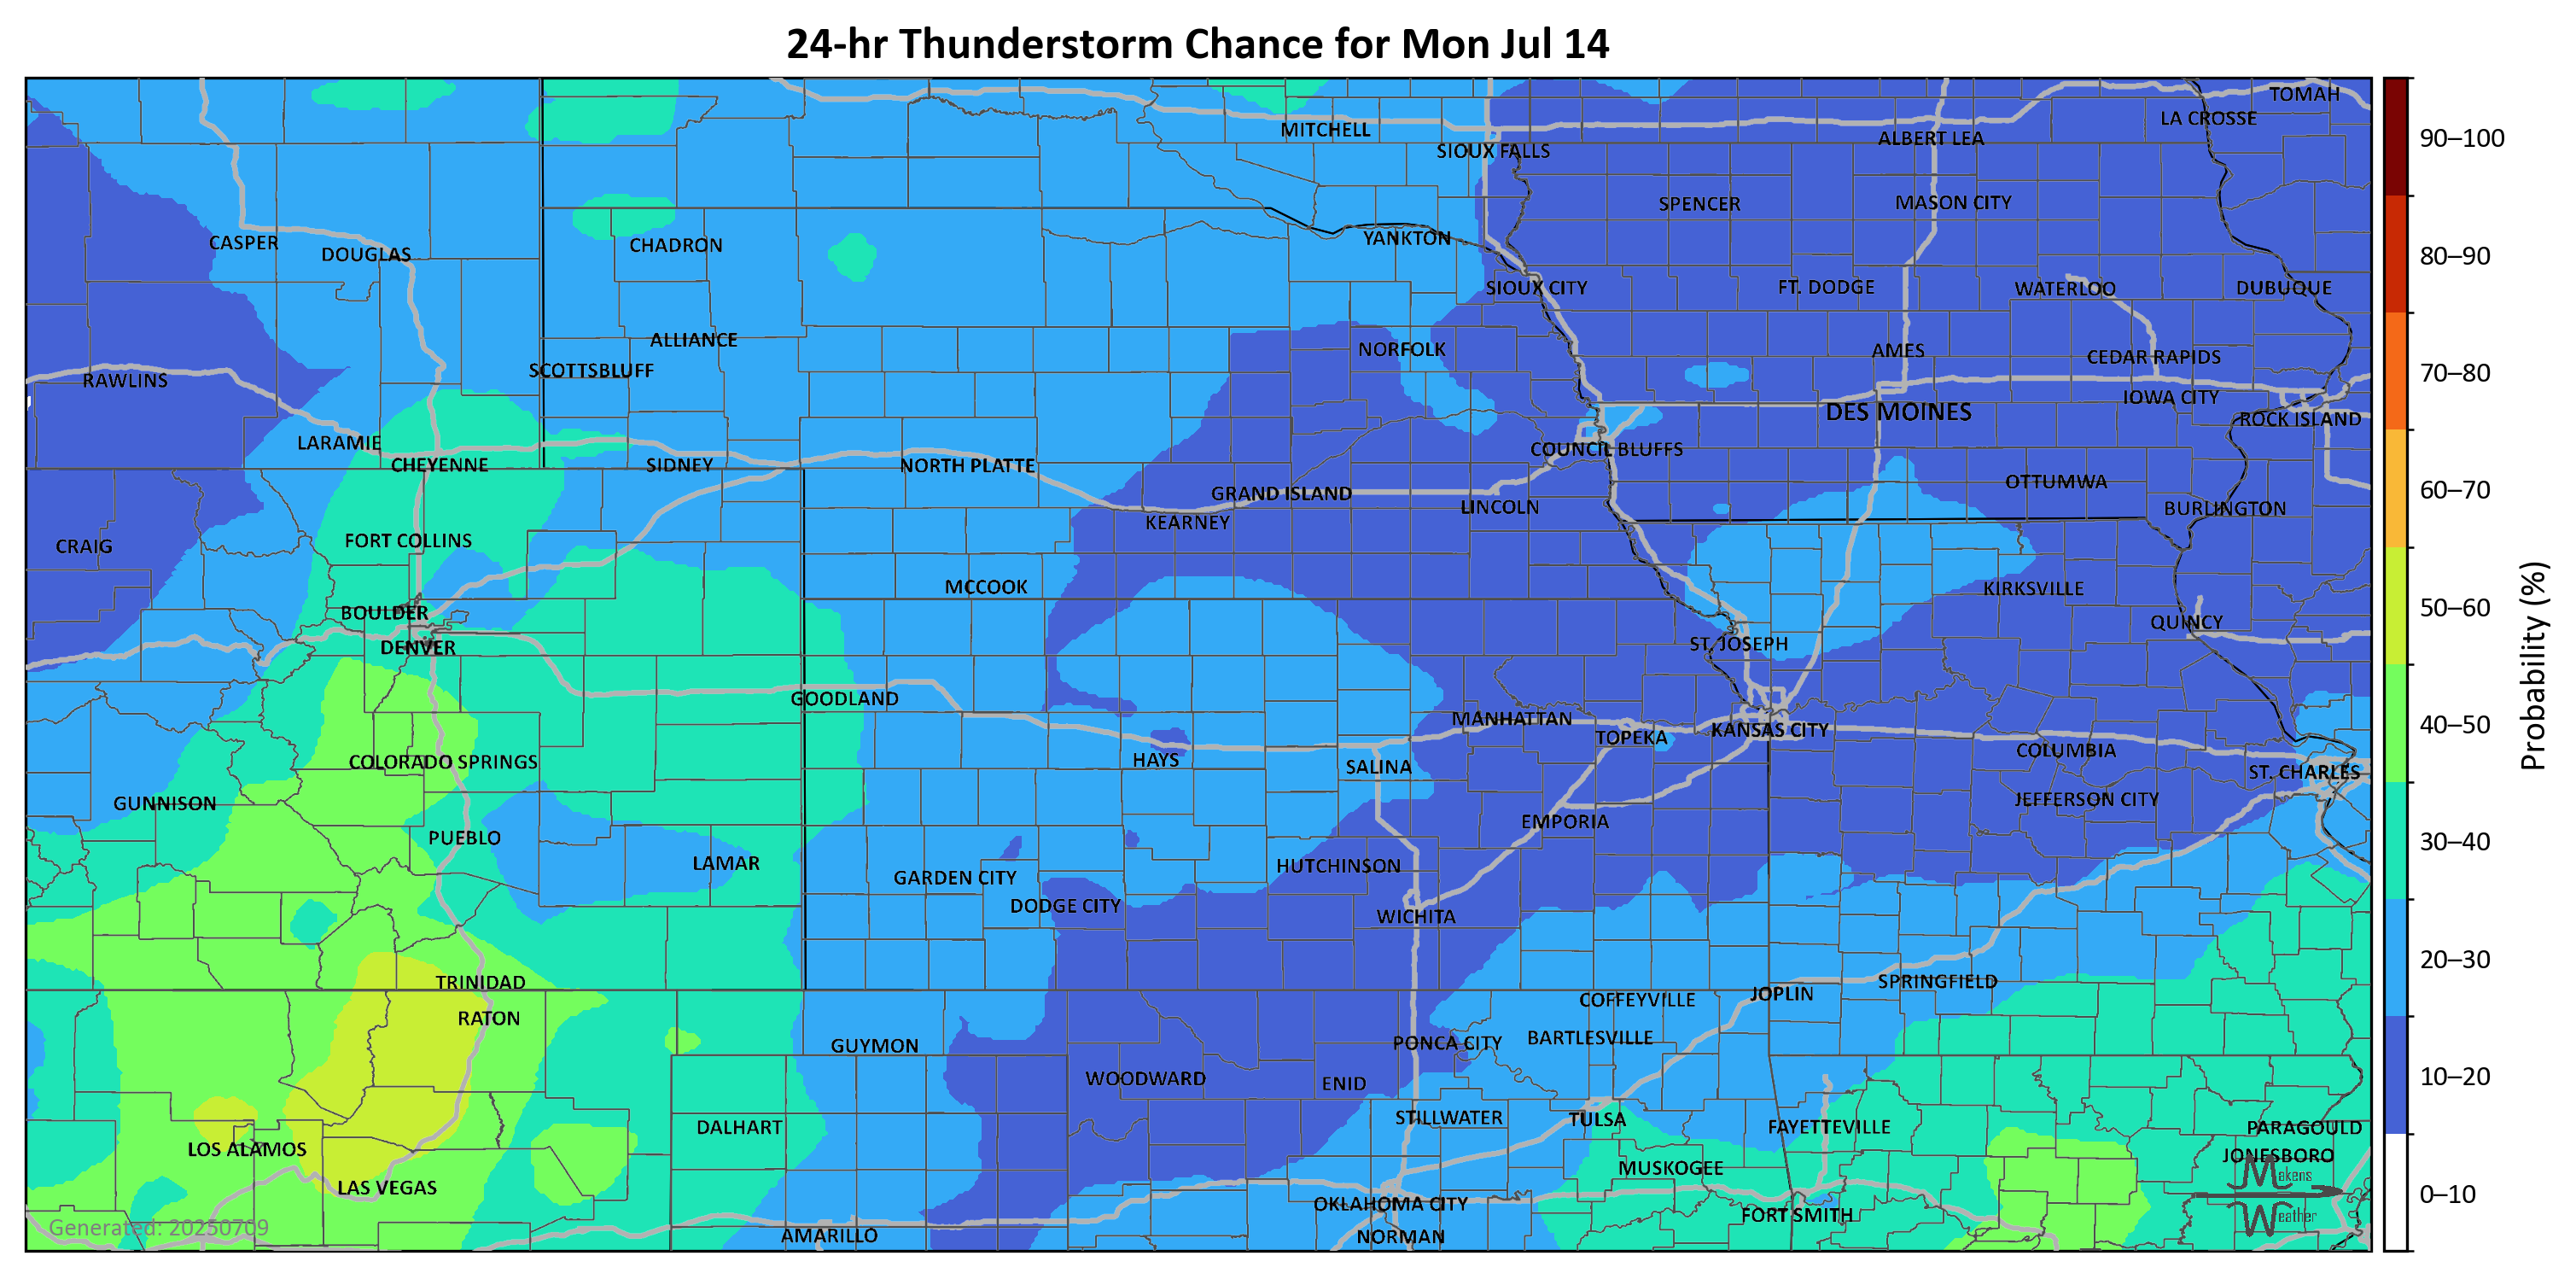 24-hr Thunderstorm Chance for Mon Jul 14
TOMAH
LA CROSSE
MITCHELL
ALBERT LEA
SIOUX FALLS
SPENCER
MASON CITY
CASPER
DOUGLAS
CHADRON
YANKTON
SIOUX CITY
FT. DODGE
WATERLOO
DUBUQUE
ALLIANCE
NORFOLK
AMES
CEDAR RAPIDS
SCOTTSBLUFF
RAWLINS
IOWA CITY
DES MOINES
ROCK ISLAND
LARAMIE
COUNCIL BLUFFS
CHEYENNE
SIDNEY
NORTH PLATTE
OTTUMWA
GRAND ISLAND
LINCOLN
BURLINGTON
KEARNEY
FORT COLLINS
CRAIG
MCCOOK
KIRKSVILLE
BOULDER
QUINCY
DENVER
ST. JOSEPH
GOODLAND
MANHATTAN
KANSAS CITY
TOPEKA
COLUMBIA
COLORADO SPRINGS
HAYS
SALINA
ST. CHARLES
GUNNISON
JEFFERSON CITY
EMPORIA
PUEBLO
LAMAR
HUTCHINSON
GARDEN CITY
DODGE CITY
WICHITA
TRINIDAD
SPRINGFIELD
JOPLIN
COFFEYVILLE
RATON
BARTLESVILLE
GUYMON
PONCA CITY
WOODWARD
ENID
STILLWATER
TULSA
DALHART
FAYETTEVILLE
PARAGOULD
LOS ALAMOS
JONESBORO
MUSKOGEE
LAS VEGAS
OKLAHOMA CITY
FORT SMITH
AMARILLO
NORMAN
Generated: 20250709
Makens
Weather
90–100
80–90
70–80
60–70
50–60
40–50
30–40
20–30
10–20
0–10
Probability (%)